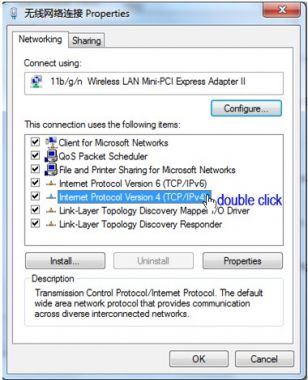 无线网络连接 Properties
Networking Sharing
Connect using:
11b/g/n Wireless LAN Mini-PCI Express Adapter II
Configure...
This connection uses the following items:
Client for Microsoft Networks
QoS Packet Scheduler
File and Printer Sharing for Microsoft Networks
Internet Protocol Version 6 (TCP/IPv6)
Internet Protocol Version 4 (TCP/IPv4) double click
Link-Layer Topology Discovery Mapper I/O Driver
Link-Layer Topology Discovery Responder
Install... Uninstall Properties
Description
Transmission Control Protocol/Internet Protocol. The default
wide area network protocol that provides communication
across diverse interconnected networks.
OK Cancel